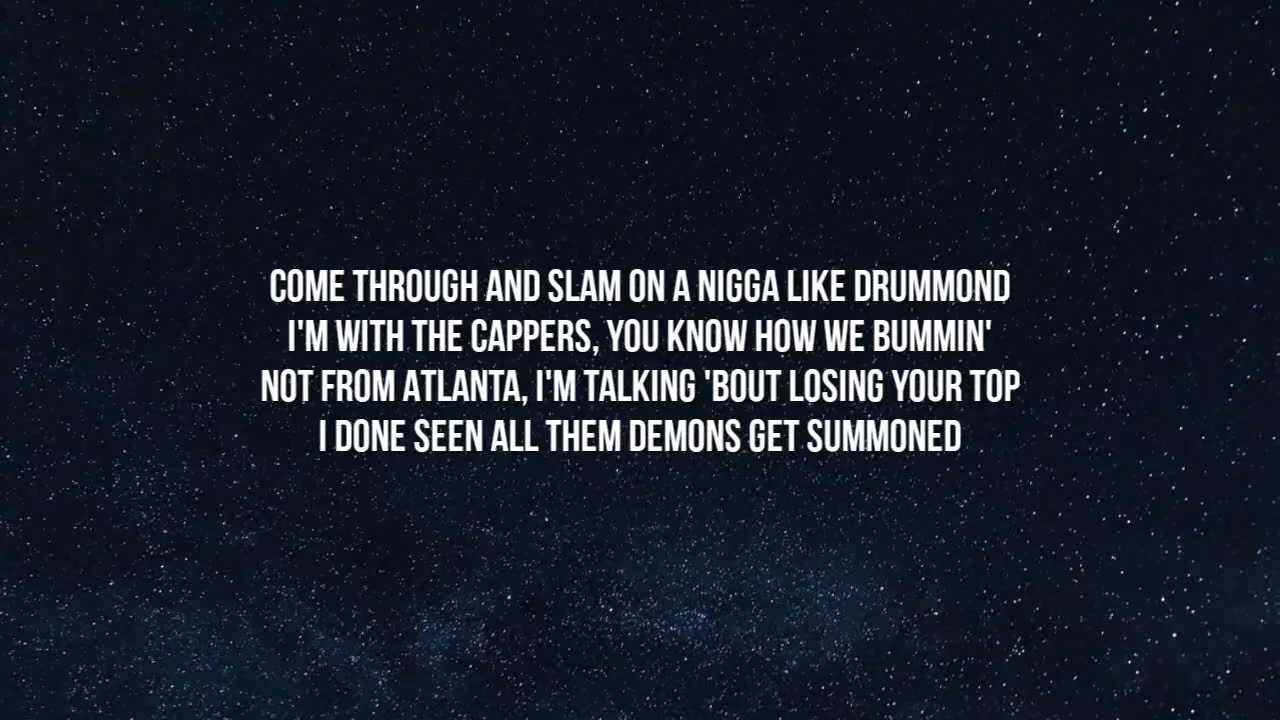 COME THROUGH AND SLAM ON A NIGGA LIKE DRUMMOND
I'M WITH THE CAPPERS, YOU KNOW HOW WE BUMMIN'
NOT FROM ATLANTA, I'M TALKING 'BOUT LOSING YOUR TOP
I DONE SEEN ALL THEM DEMONS GET SUMMONED